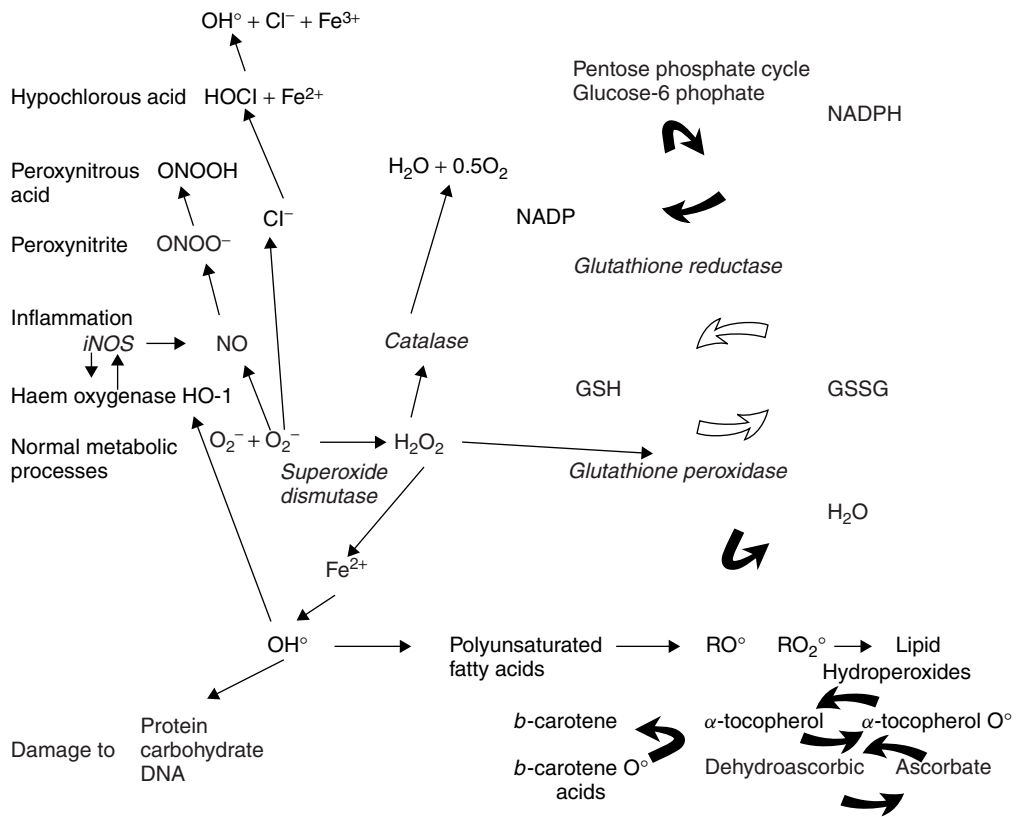 OH° + Cl⁻ + Fe³⁺
Hypochlorous acid HOCl + Fe²⁺
Pentose phosphate cycle
Glucose-6 phophate
NADPH
Peroxynitrous
acid
ONOOH
H₂O + 0.5O₂
Cl⁻
NADP
Peroxynitrite ONOO⁻
Glutathione reductase
Inflammation
iNOS
NO
Catalase
Haem oxygenase HO-1
GSH
GSSG
Normal metabolic
processes
O₂⁻ + O₂⁻
H₂O₂
Superoxide
dismutase
Glutathione peroxidase
H₂O
Fe²⁺
OH°
Polyunsaturated
fatty acids
RO°
RO₂°
Lipid
Hydroperoxides
Damage to
Protein
carbohydrate
DNA
b-carotene
α-tocopherol
α-tocopherol O°
b-carotene O°
acids
Dehydroascorbic
Ascorbate